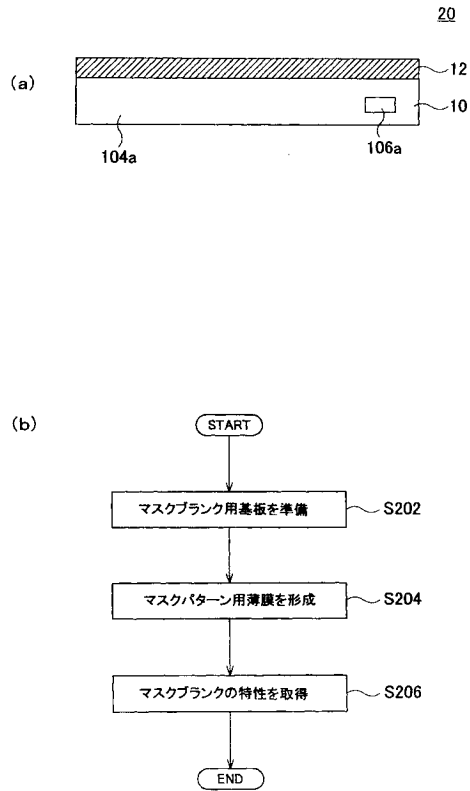 20
(a)
12
10
104a
106a
(b)
START
マスクブランク用基板を準備
S202
マスクパターン用薄膜を形成
S204
マスクブランクの特性を取得
S206
END